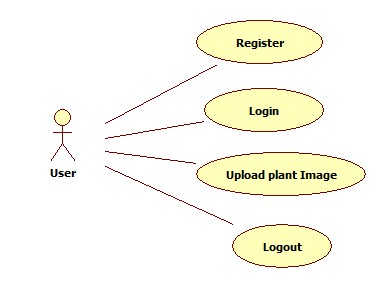 Register
Login
User
Upload plant Image
Logout